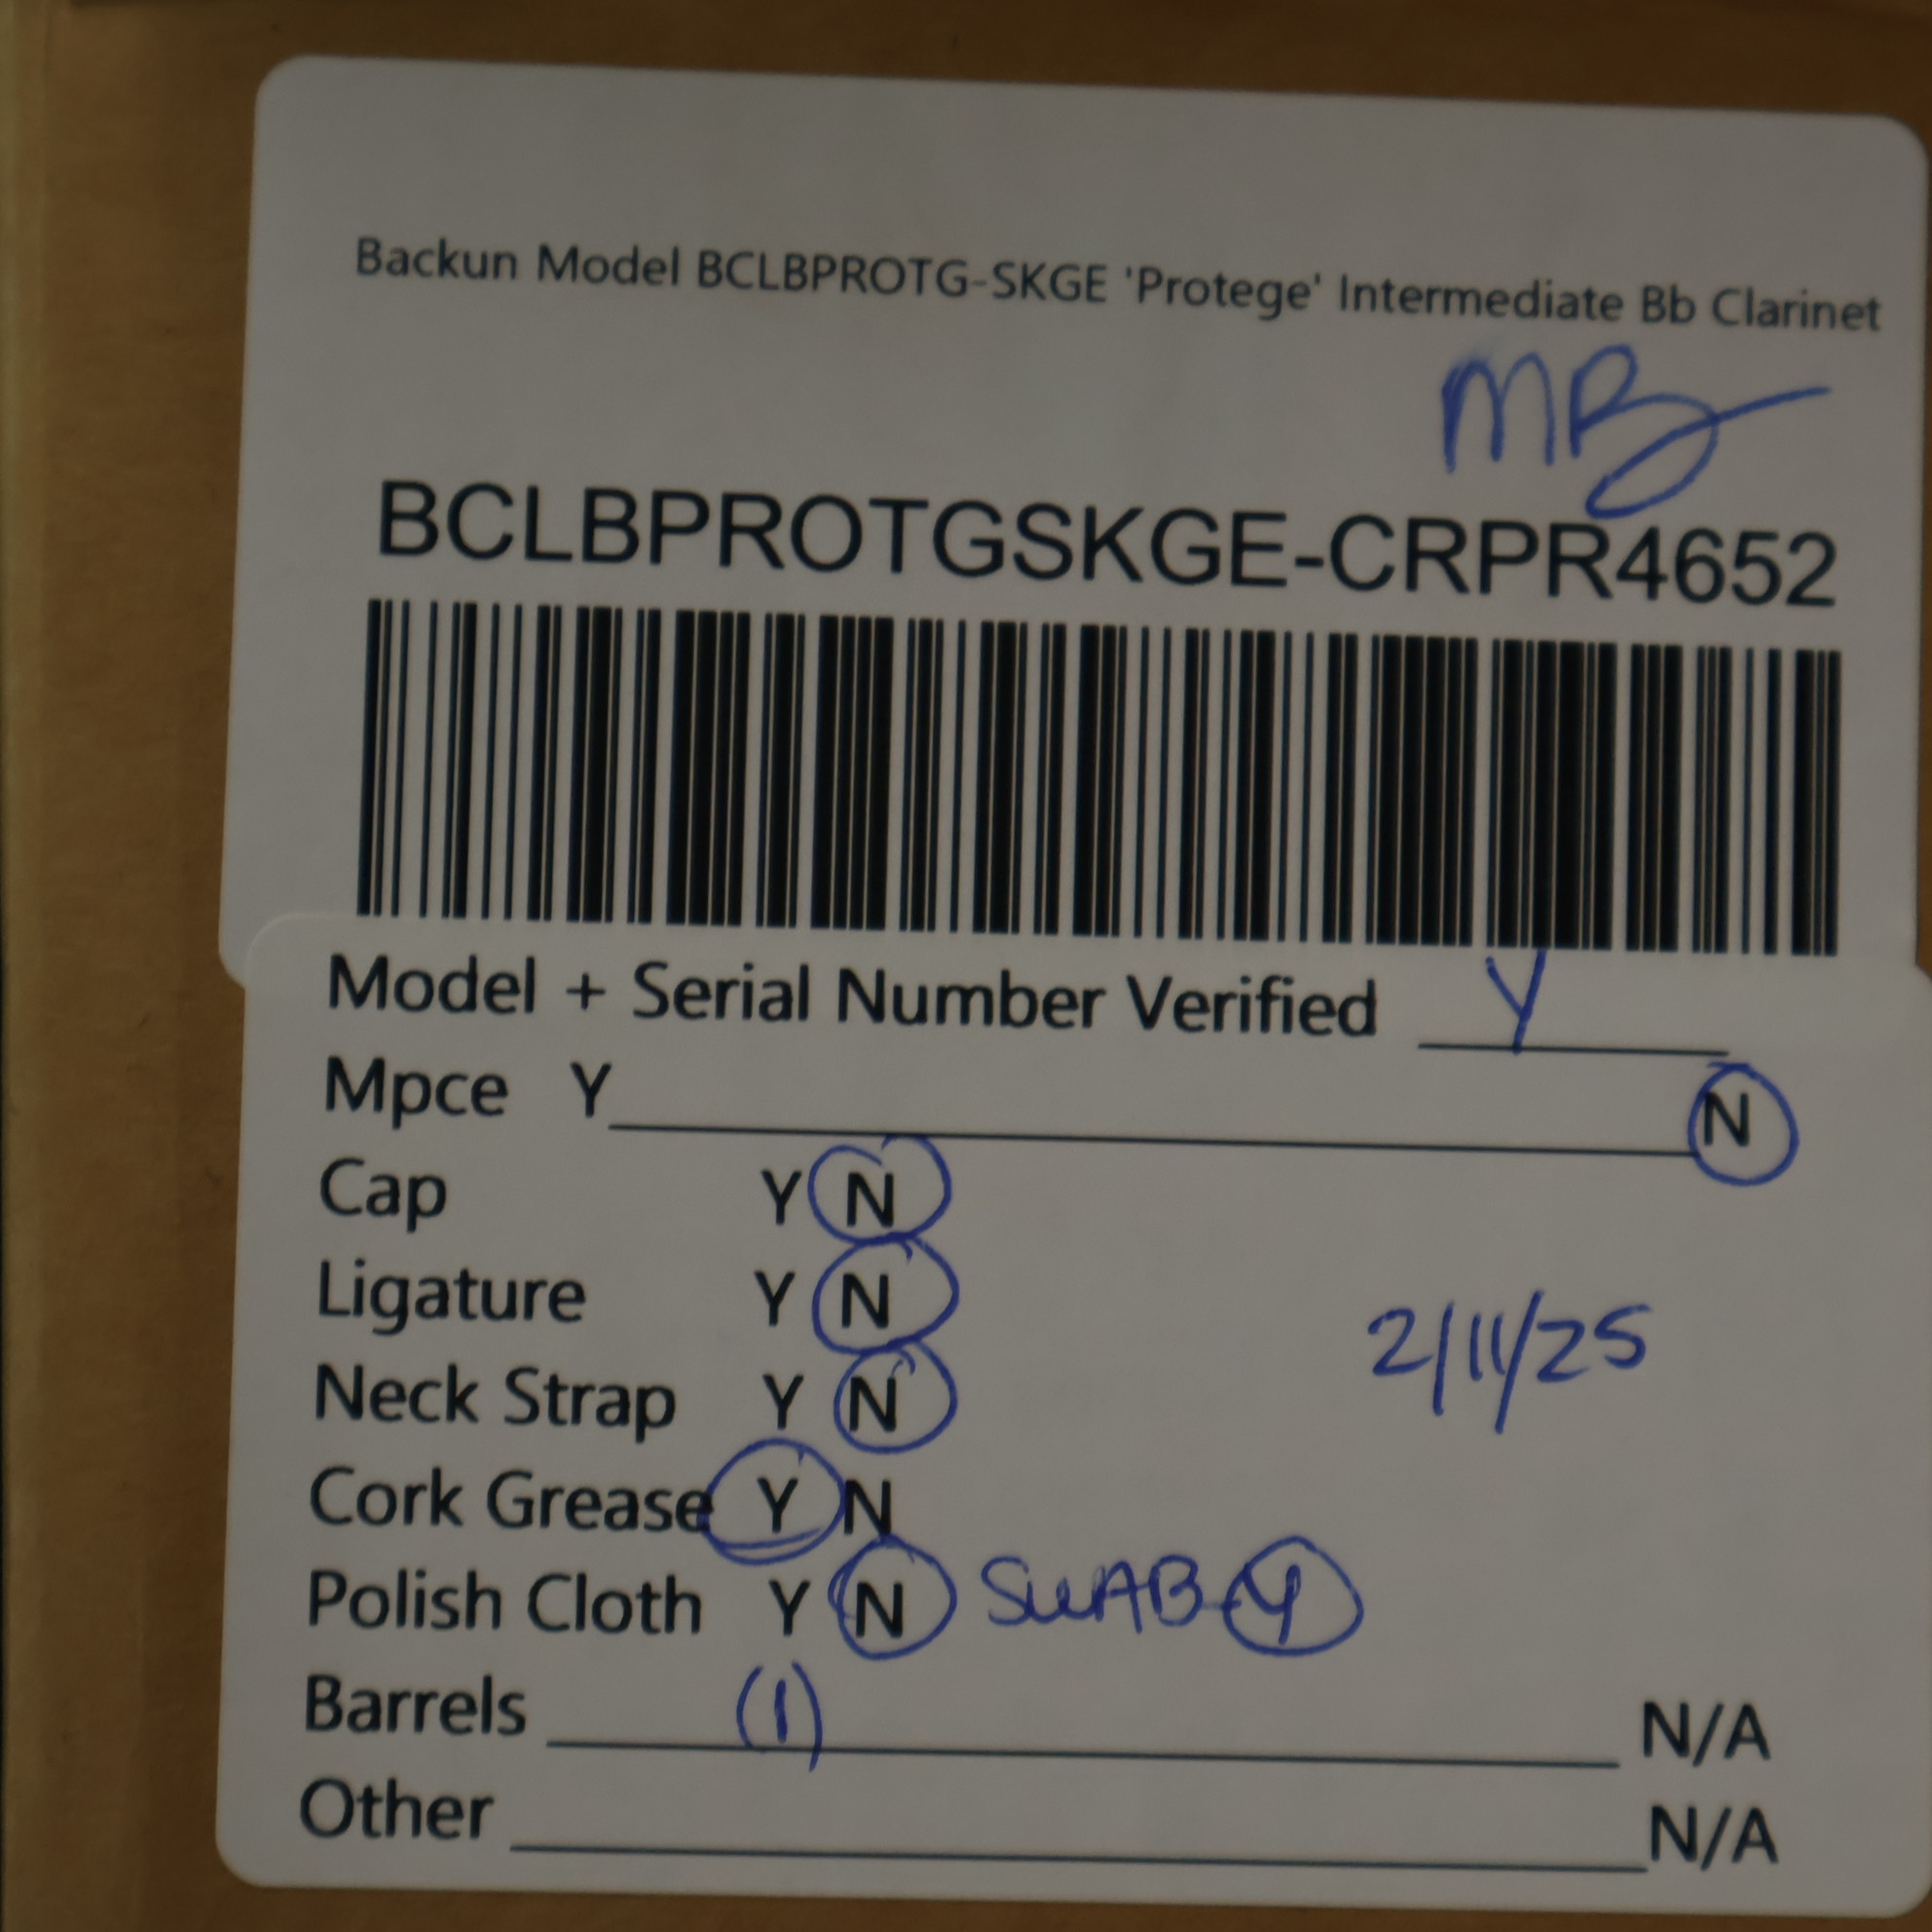 Backun Model BCLBPROTG-SKGE 'Protege' Intermediate Bb Clarinet
MB
BCLBPROTGSKGE-CRPR4652
Model + Serial Number Verified Y
Mpce Y N
Cap Y N
Ligature Y N
2/11/25
Neck Strap Y N
Cork Grease Y N
Polish Cloth Y N SWAB-Y
Barrels (1) N/A
Other N/A